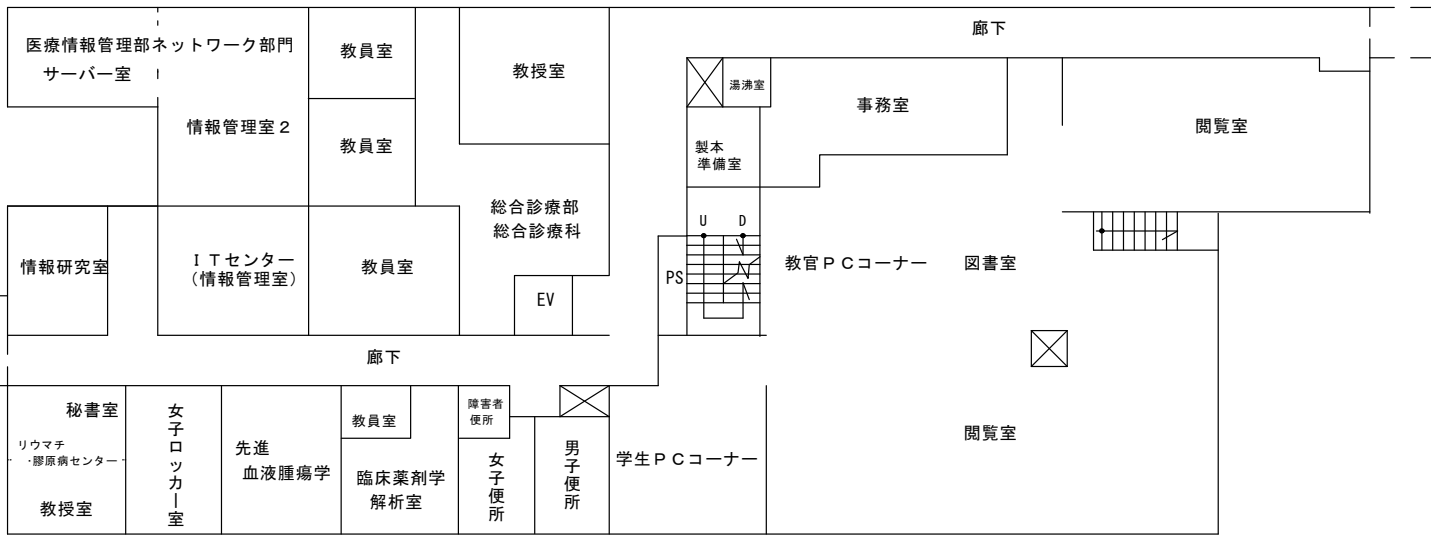 廊下
医療情報管理部ネットワーク部門
サーバー室
教員室
教授室
湯沸室
事務室
閲覧室
情報管理室２
教員室
製本
準備室
総合診療部
総合診療科
U
D
情報研究室
ＩＴセンター
(情報管理室)
教員室
EV
PS
教官ＰＣコーナー
図書室
廊下
秘書室
リウマチ
・膠原病センター
教授室
女子ロッカー室
先進
血液腫瘍学
教員室
臨床薬剤学
解析室
障害者
便所
女子便所
男子便所
学生ＰＣコーナー
閲覧室